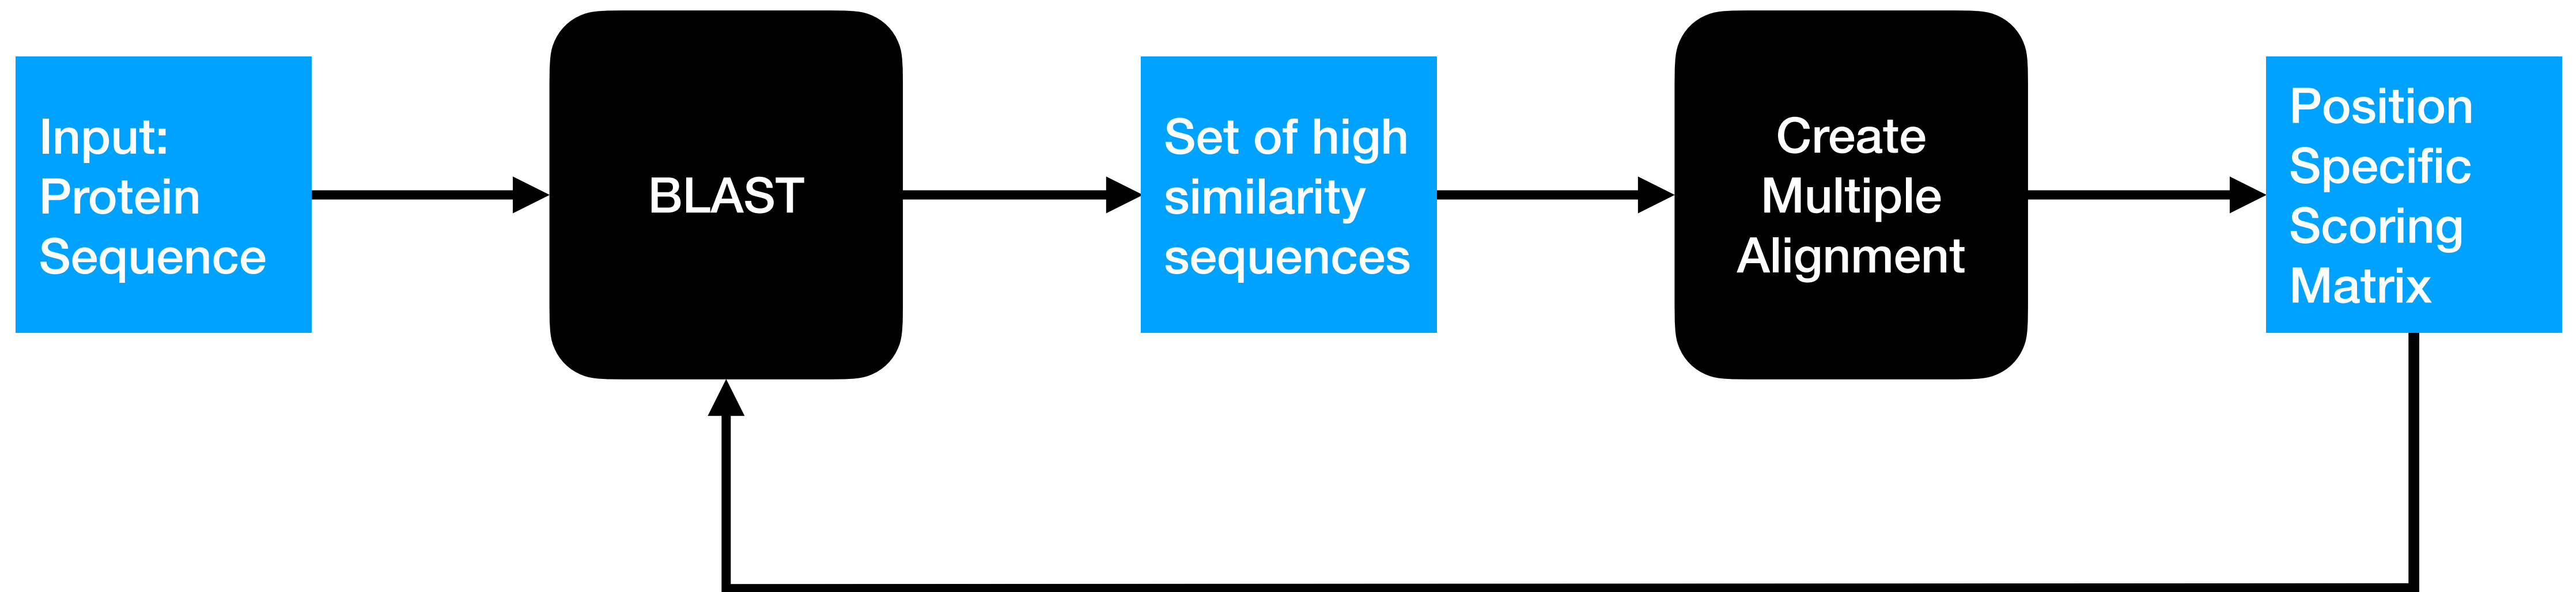 Input:
Protein
Sequence
BLAST
Set of high
similarity
sequences
Create
Multiple
Alignment
Position
Specific
Scoring
Matrix